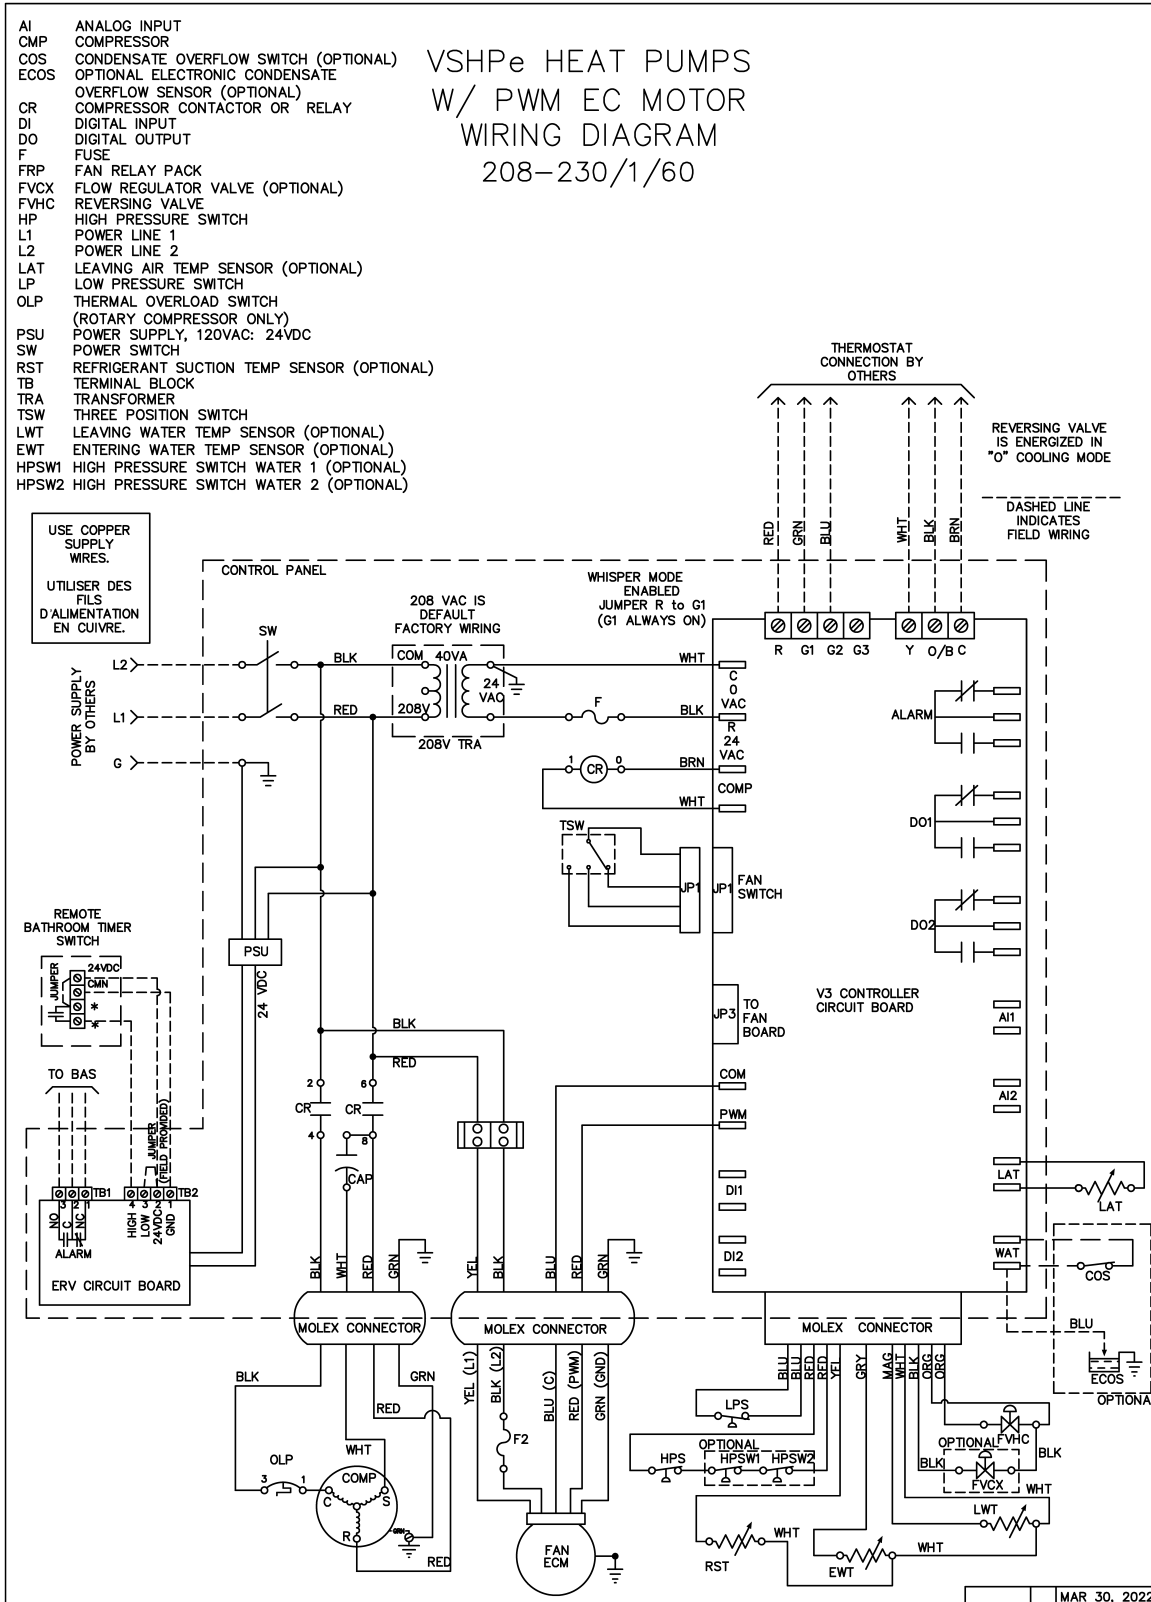 AI ANALOG INPUT
CMP COMPRESSOR
COS CONDENSATE OVERFLOW SWITCH (OPTIONAL)
ECOS OPTIONAL ELECTRONIC CONDENSATE
OVERFLOW SENSOR (OPTIONAL)
CR COMPRESSOR CONTACTOR OR RELAY
DI DIGITAL INPUT
DO DIGITAL OUTPUT
F FUSE
FRP FAN RELAY PACK
FVCX FLOW REGULATOR VALVE (OPTIONAL)
FVHC REVERSING VALVE
HP HIGH PRESSURE SWITCH
L1 POWER LINE 1
L2 POWER LINE 2
LAT LEAVING AIR TEMP SENSOR (OPTIONAL)
LP LOW PRESSURE SWITCH
OLP THERMAL OVERLOAD SWITCH
(ROTARY COMPRESSOR ONLY)
PSU POWER SUPPLY, 120VAC: 24VDC
SW POWER SWITCH
RST REFRIGERANT SUCTION TEMP SENSOR (OPTIONAL)
TB TERMINAL BLOCK
TRA TRANSFORMER
TSW THREE POSITION SWITCH
LWT LEAVING WATER TEMP SENSOR (OPTIONAL)
EWT ENTERING WATER TEMP SENSOR (OPTIONAL)
HPSW1 HIGH PRESSURE SWITCH WATER 1 (OPTIONAL)
HPSW2 HIGH PRESSURE SWITCH WATER 2 (OPTIONAL)
VSHPe HEAT PUMPS
W/ PWM EC MOTOR
WIRING DIAGRAM
208-230/1/60
THERMOSTAT
CONNECTION BY
OTHERS
REVERSING VALVE
IS ENERGIZED IN
"O" COOLING MODE
DASHED LINE
INDICATES
FIELD WIRING
RED GRN BLU WHT BLK BRN
USE COPPER
SUPPLY
WIRES.
UTILISER DES
FILS
D'ALIMENTATION
EN CUIVRE.
CONTROL PANEL
WHISPER MODE
ENABLED
JUMPER R to G1
(G1 ALWAYS ON)
208 VAC IS
DEFAULT
FACTORY WIRING
R G1 G2 G3 Y O/B C
POWER SUPPLY
BY OTHERS
L2
L1
G
SW
BLK
RED
COM 40VA
24
VAC
208V
208V TRA
WHT
F
BLK
C
0
VAC
R
24
VAC
1 CR 0
BRN
COMP
WHT
TSW
JP1 JP1
FAN
SWITCH
ALARM
DO1
DO2
REMOTE
BATHROOM TIMER
SWITCH
JUMPER
24VDC
CMN
*
*
PSU
24 VDC
JP3
TO
FAN
BOARD
V3 CONTROLLER
CIRCUIT BOARD
AI1
AI2
TO BAS
JUMPER
(FIELD PROVIDED)
BLK
RED
2 6
CR CR
4 8
CAP
COM
PWM
DI1
DI2
LAT
LAT
WAT
COS
BLU
ECOS
OPTIONA
TB1 TB2
3 2 1 4 3 2 1
NO C NC
ALARM
HIGH LOW 24VDC GND
ERV CIRCUIT BOARD
BLK WHT RED GRN
YEL BLK BLU RED GRN
MOLEX CONNECTOR
MOLEX CONNECTOR
MOLEX CONNECTOR
BLK
GRN
RED
WHT
OLP
3 1
COMP
C S
R
GRN
RED
YEL (L1) BLK (L2) BLU (C) RED (PWM) GRN (GND)
F2
FAN
ECM
BLU BLU RED RED YEL GRY MAG WHT BLK ORG ORG
LPS
OPTIONAL
HPS HPSW1 HPSW2
FVHC
OPTIONAL
BLK
BLK
FVCX
WHT
LWT
RST
WHT
EWT
WHT
MAR 30, 2022